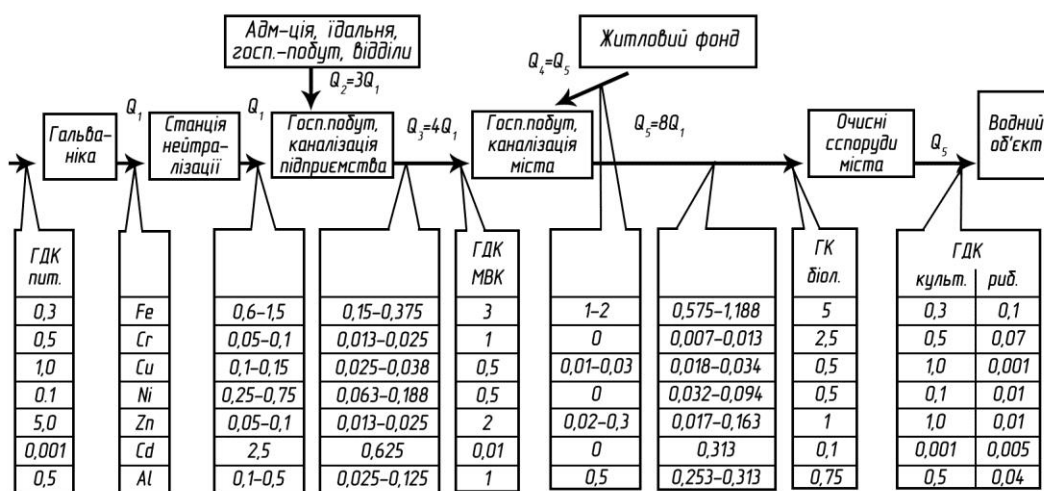 Адм-ція, їдальня,
госп.-побут, відділи
Житловий фонд
Q₂=3Q₁
Q₄=Q₅
Q₁
Q₁
Q₃=4Q₁
Q₅=8Q₁
Q₅
Гальва-
ніка
Станція
нейтра-
лізації
Госп.побут,
каналізація
підприємства
Госп.побут,
каналізація
міста
Очисні
сспоруди
міста
Водний
об'єкт
ГДК пит. ГДК МВК ГК біол. ГДК культ. риб.
0,3 Fe 0,6–1,5 0,15–0,375 3 1–2 0,575–1,188 5 0,3 0,1
0,5 Cr 0,05–0,1 0,013–0,025 1 0 0,007–0,013 2,5 0,5 0,07
1,0 Cu 0,1–0,15 0,025–0,038 0,5 0,01–0,03 0,018–0,034 0,5 1,0 0,001
0.1 Ni 0,25–0,75 0,063–0,188 0,5 0 0,032–0,094 0,5 0,1 0,01
5,0 Zn 0,05–0,1 0,013–0,025 2 0,02–0,3 0,017–0,163 1 1,0 0,01
0,001 Cd 2,5 0,625 0,01 0 0,313 0,1 0,001 0,005
0,5 Al 0,1–0,5 0,025–0,125 1 0,5 0,253–0,313 0,75 0,5 0,04